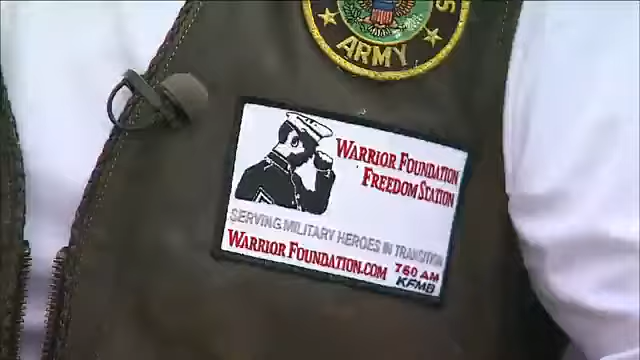 ARMY
WARRIOR FOUNDATION
FREEDOM STATION
SERVING MILITARY HEROES IN TRANSITION
WARRIOR FOUNDATION.COM
760 AM
KFMB